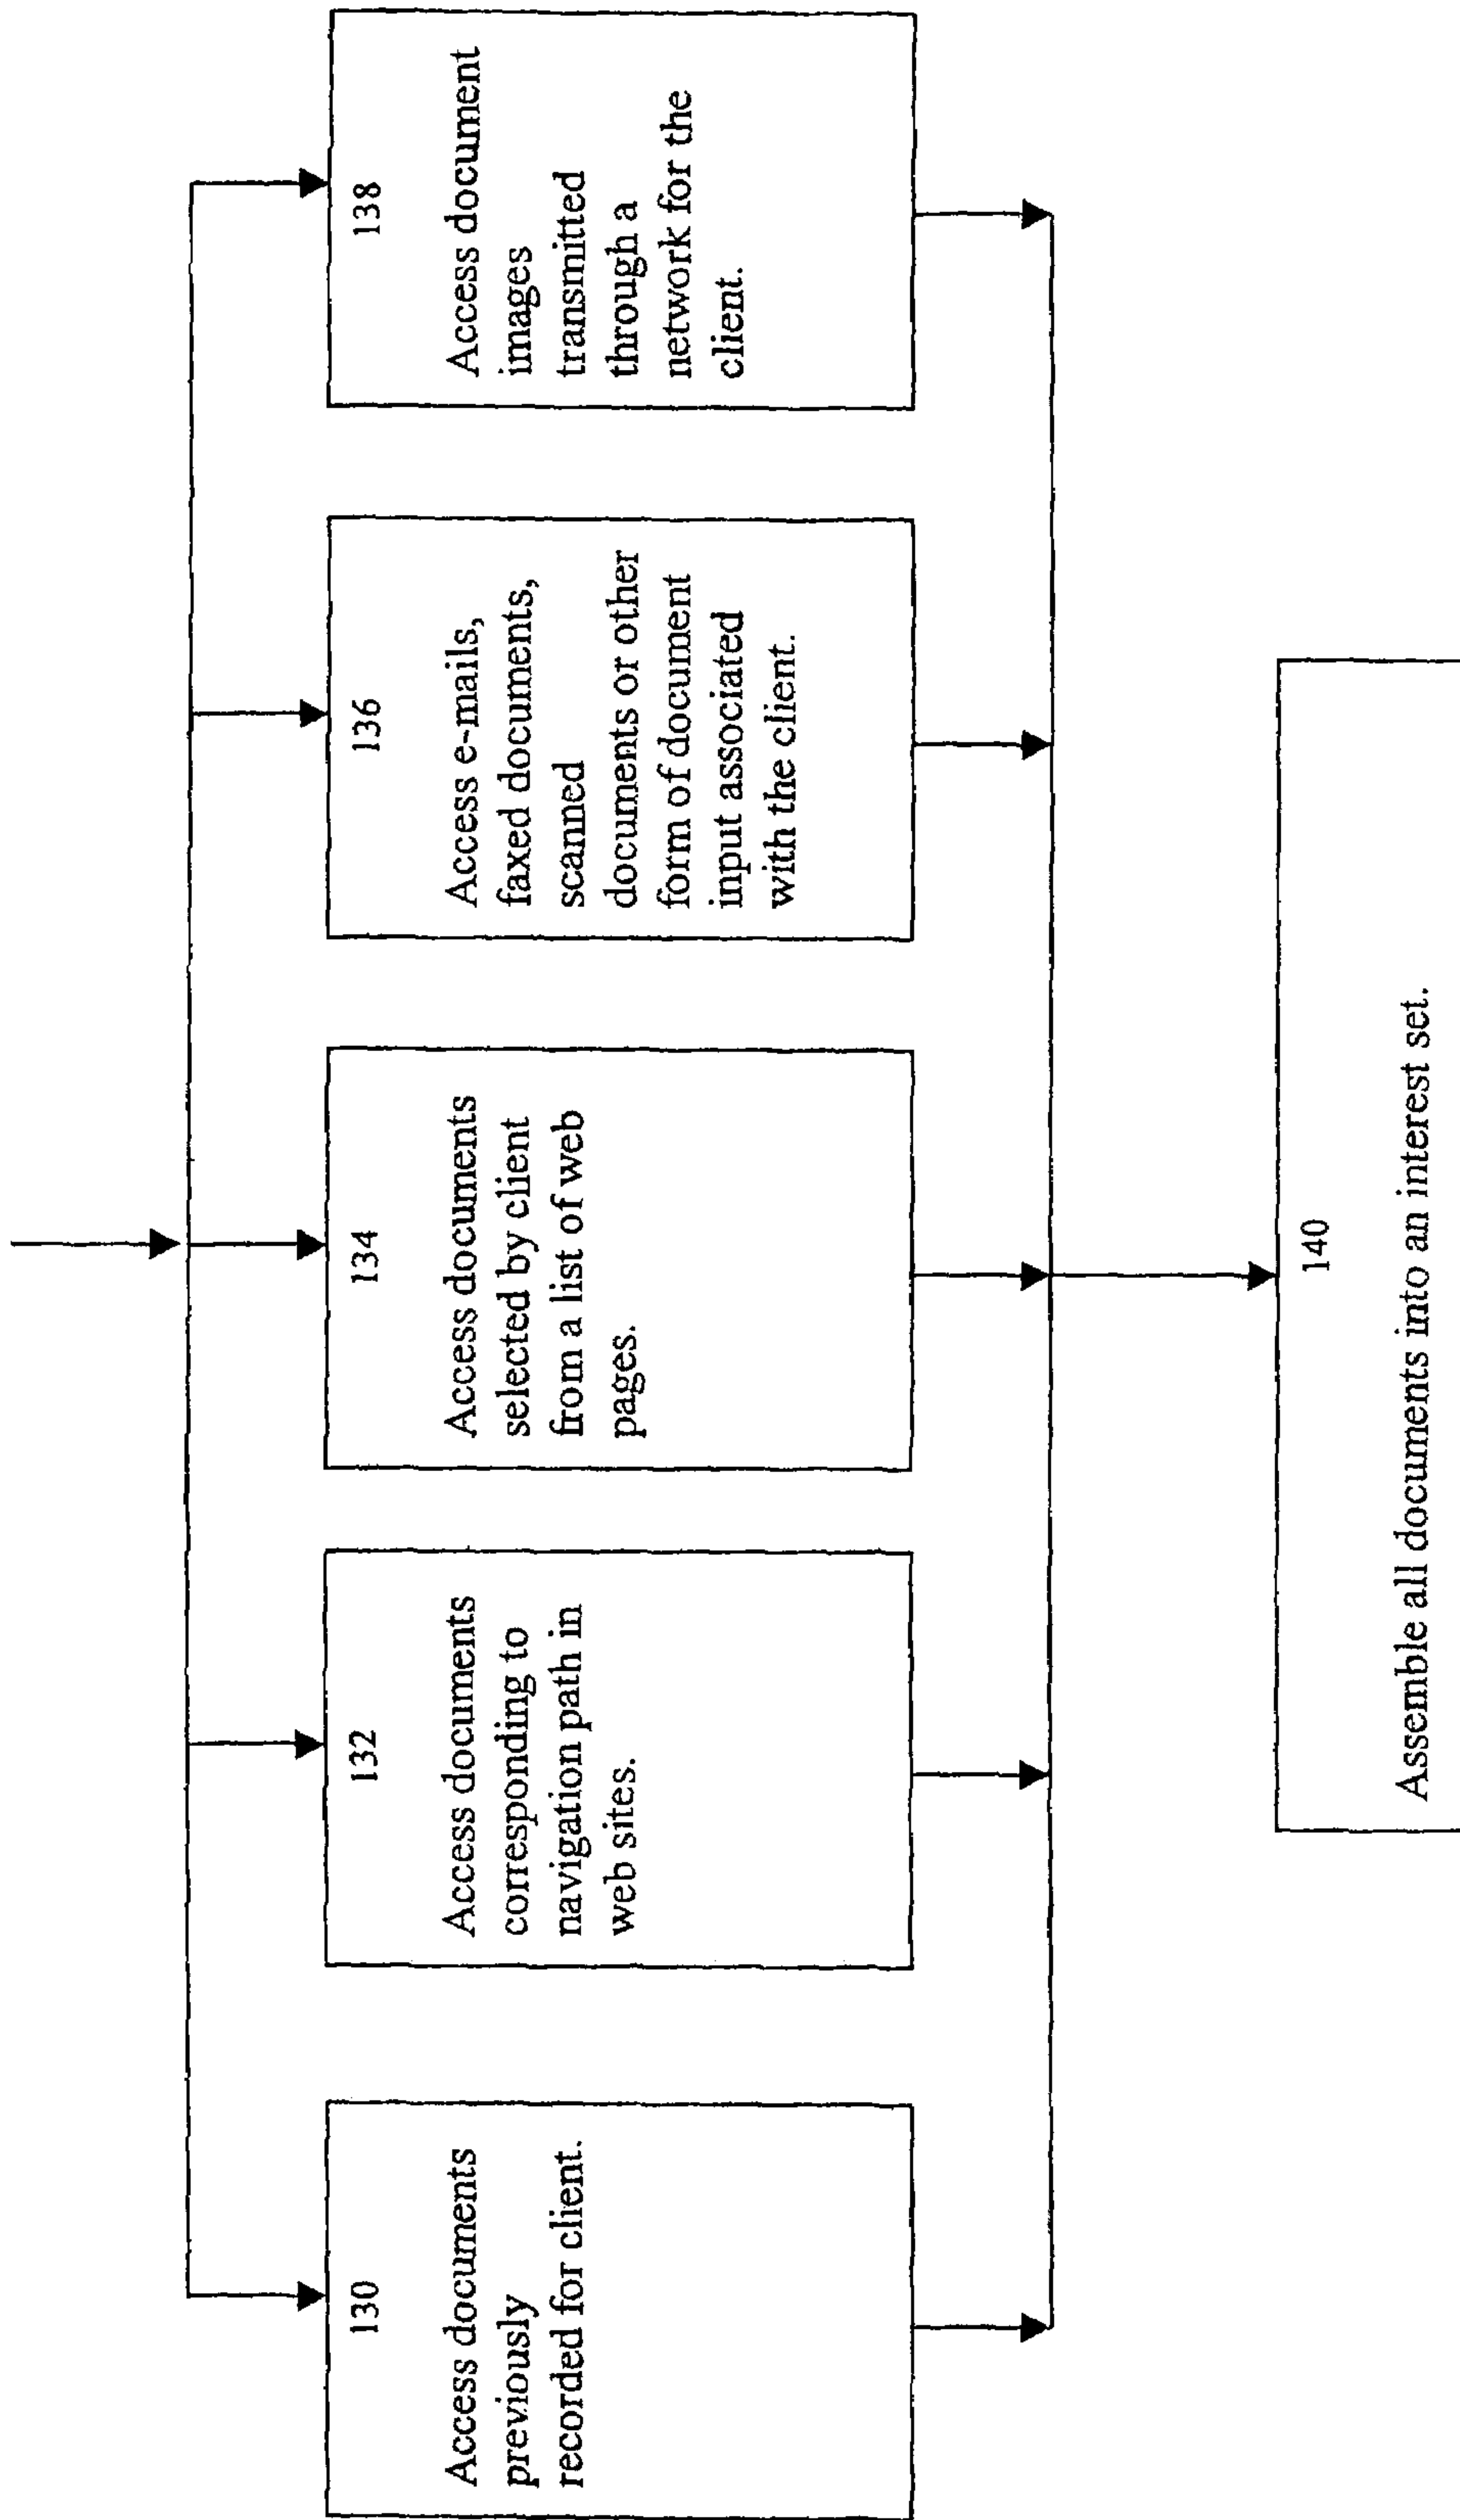 130
Access documents
previously
recorded for client.
132
Access documents
corresponding to
navigation path in
web sites.
134
Access documents
selected by client
from a list of web
pages.
136
Access e-mails,
faxed documents,
scanned
documents or other
form of document
input associated
with the client.
138
Access document
images
transmitted
through a
network for the
client.
140
Assemble all documents into an interest set.